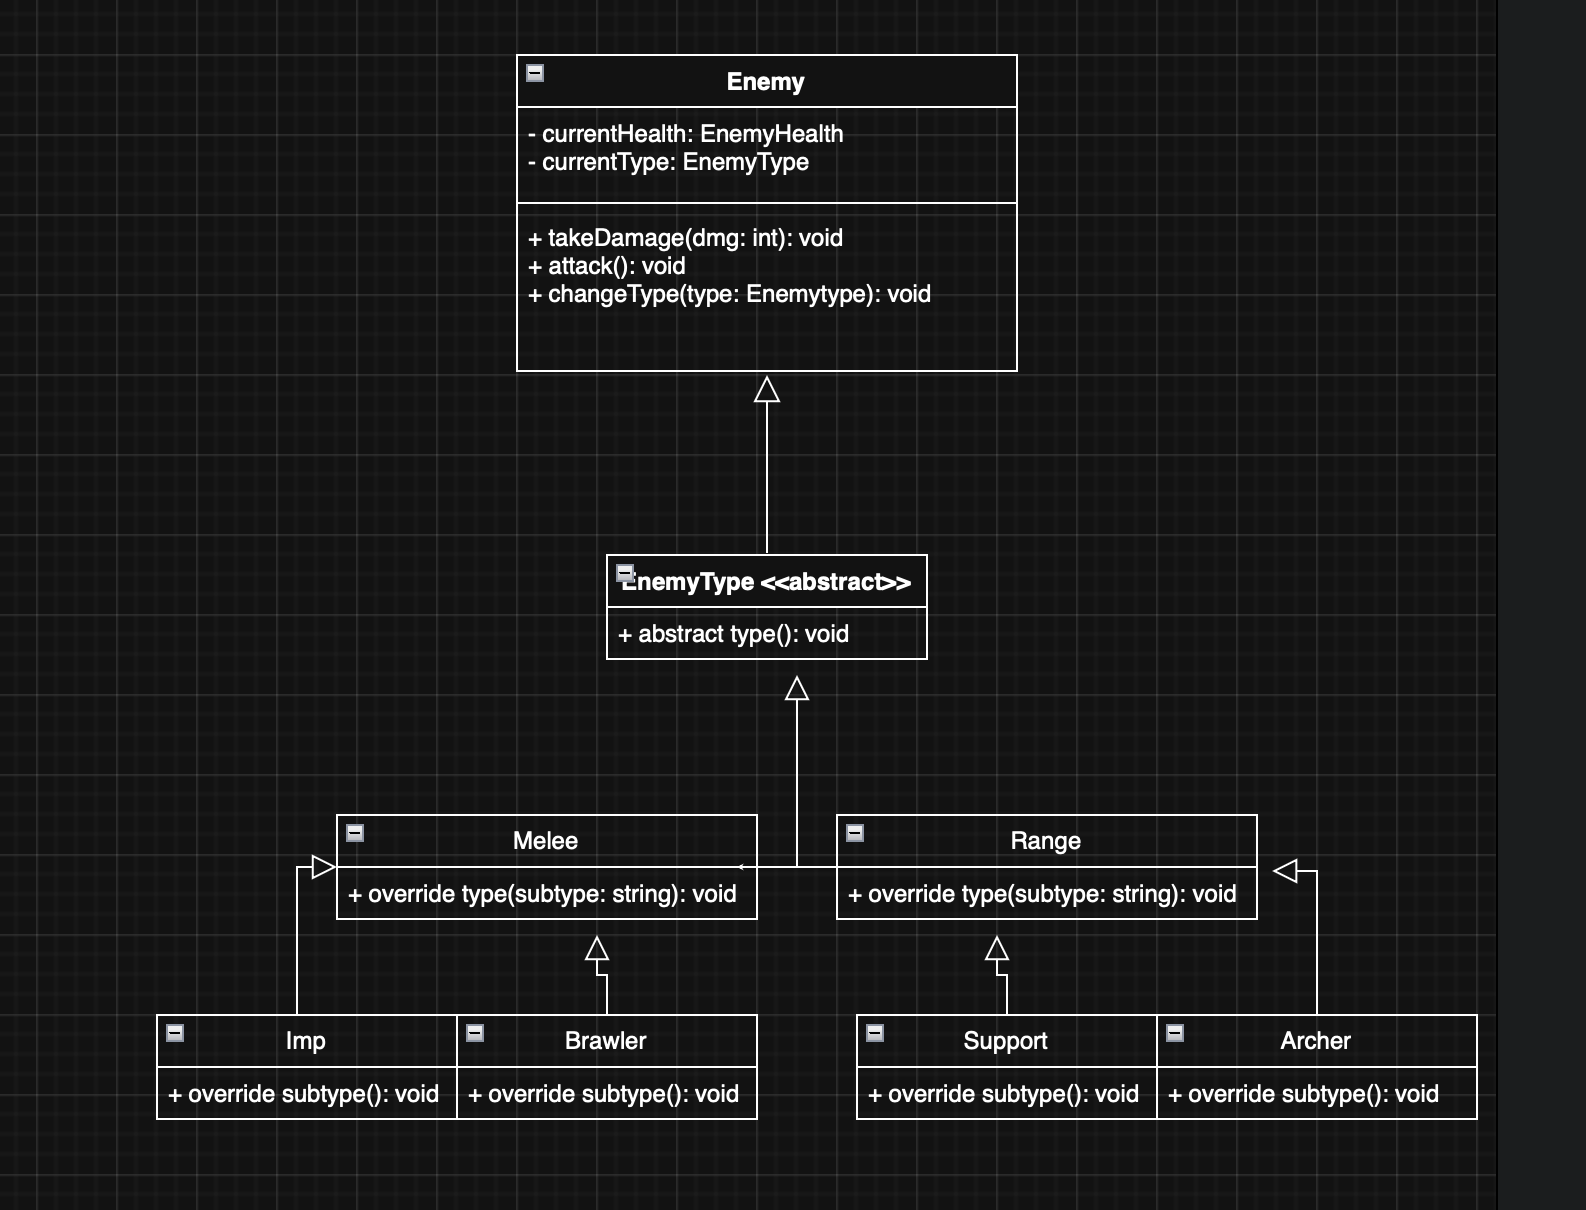 Enemy
- currentHealth: EnemyHealth
- currentType: EnemyType
+ takeDamage(dmg: int): void
+ attack(): void
+ changeType(type: Enemytype): void
EnemyType <<abstract>>
+ abstract type(): void
Melee
+ override type(subtype: string): void
Range
+ override type(subtype: string): void
Imp
+ override subtype(): void
Brawler
+ override subtype(): void
Support
+ override subtype(): void
Archer
+ override subtype(): void